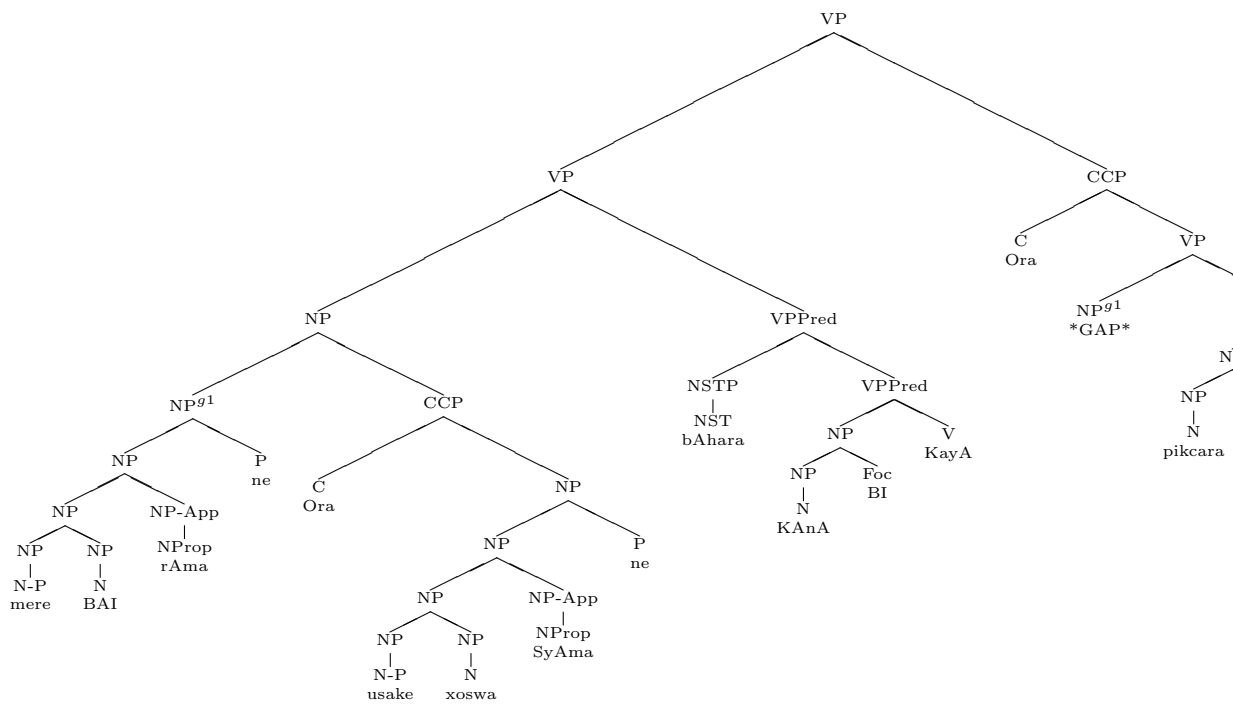 VP
VP CCP
C VP
Ora
NP VPPred NP^{g1}
*GAP*
NP^{g1} CCP NSTP VPPred
NST NP V NP
bAhara KayA N
NP P C NP Foc pikcara
ne Ora N BI
KAnA
NP NP-App NP
NProp
rAma
NP NP NP P
N-P N ne
mere BAI
NP NP-App
NProp
SyAma
NP NP
N-P N
usake xoswa